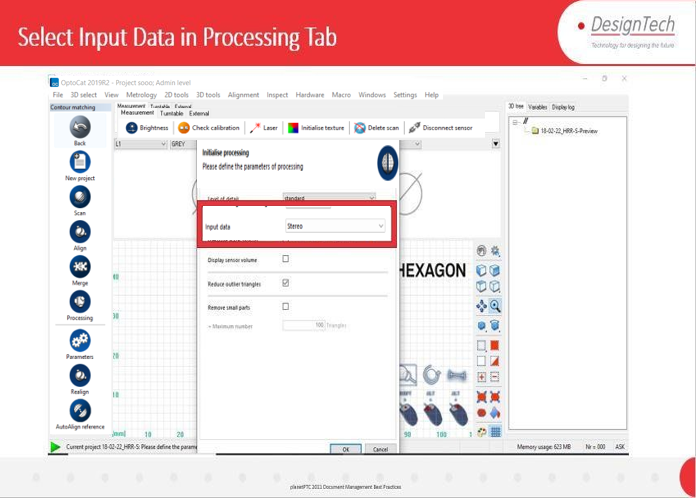 Select Input Data in Processing Tab
DesignTech
Technology for designing the future
OptoCat 2019R2 - Project sooo; Admin level
File 3D select View Metrology 2D tools 3D tools Alignment Inspect Hardware Macro Windows Settings Help
Contour matching
Measurement Turntable External
Measurement Turntable External
3D tree Variables Display log
Brightness Check calibration Laser Initialise texture Delete scan Disconnect sensor
Back
L1 GREY
Initialise processing
Please define the parameters of processing
18-02-22_HRR-S-Preview
New project
Scan
Level of detail standard
Input data Stereo
Align
Display sensor volume
HEXAGON
Merge
Reduce outlier triangles
Remove small parts
Processing
Maximum number 100 Triangles
Parameters
Realign
AutoAlign reference
[mm] 10 20 90 100
Current project 18-02-22_HRR-S: Please define the parame
OK Cancel
Memory usage: 623 MB Nr = 000 ASK
planetPTC 2011 Document Management Best Practices